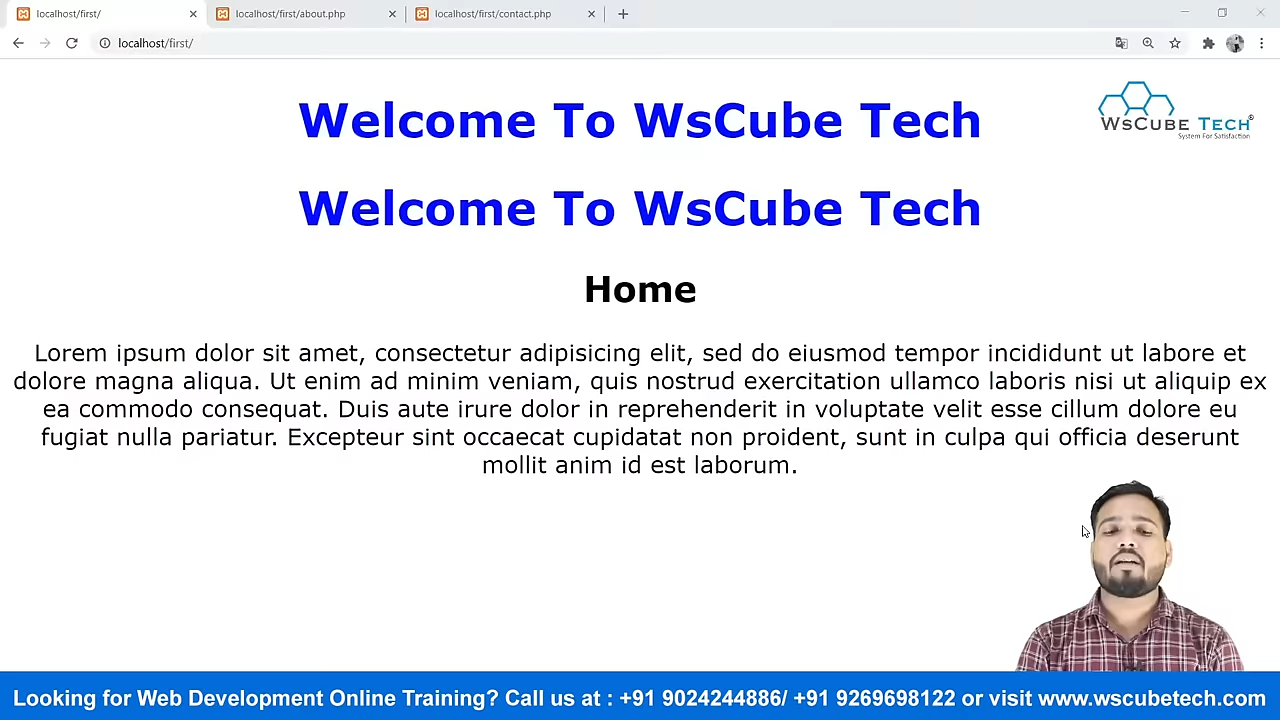 localhost/first/
localhost/first/about.php
localhost/first/contact.php
localhost/first/
Welcome To WsCube Tech
WSCUBE TECH®
System For Satisfaction
Welcome To WsCube Tech
Home
Lorem ipsum dolor sit amet, consectetur adipisicing elit, sed do eiusmod tempor incididunt ut labore et
dolore magna aliqua. Ut enim ad minim veniam, quis nostrud exercitation ullamco laboris nisi ut aliquip ex
ea commodo consequat. Duis aute irure dolor in reprehenderit in voluptate velit esse cillum dolore eu
fugiat nulla pariatur. Excepteur sint occaecat cupidatat non proident, sunt in culpa qui officia deserunt
mollit anim id est laborum.
Looking for Web Development Online Training? Call us at : +91 9024244886/ +91 9269698122 or visit www.wscubetech.com